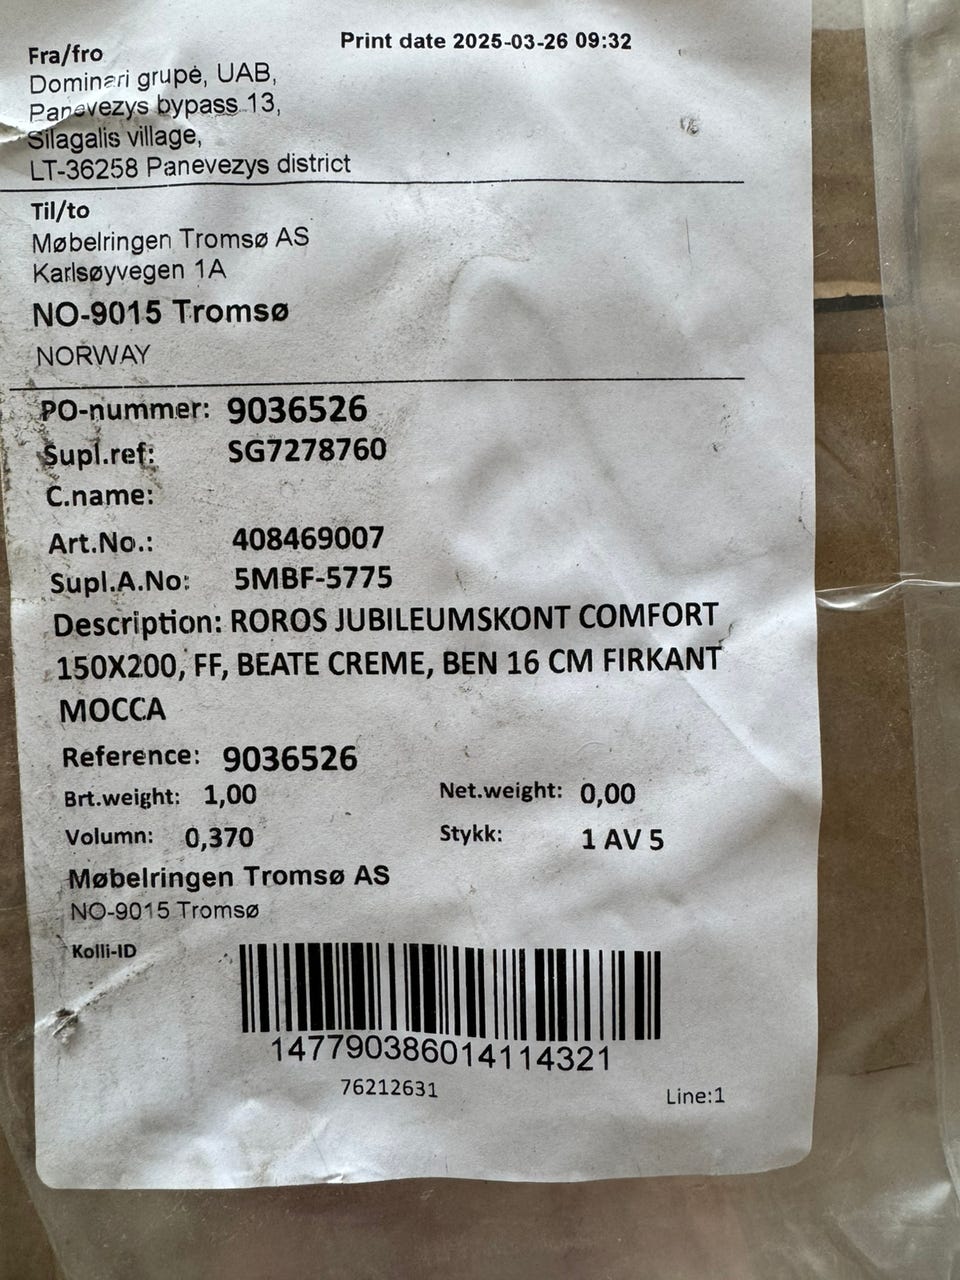 Print date 2025-03-26 09:32
Fra/fro
Dominari grupė, UAB,
Panevezys bypass 13,
Silagalis village,
LT-36258 Panevezys district
Til/to
Møbelringen Tromsø AS
Karlsøyvegen 1A
NO-9015 Tromsø
NORWAY
PO-nummer: 9036526
Supl.ref: SG7278760
C.name:
Art.No.: 408469007
Supl.A.No: 5MBF-5775
Description: ROROS JUBILEUMSKONT COMFORT
150X200, FF, BEATE CREME, BEN 16 CM FIRKANT
MOCCA
Reference: 9036526
Brt.weight: 1,00 Net.weight: 0,00
Volumn: 0,370 Stykk: 1 AV 5
Møbelringen Tromsø AS
NO-9015 Tromsø
Kolli-ID
147790386014114321
76212631
Line:1